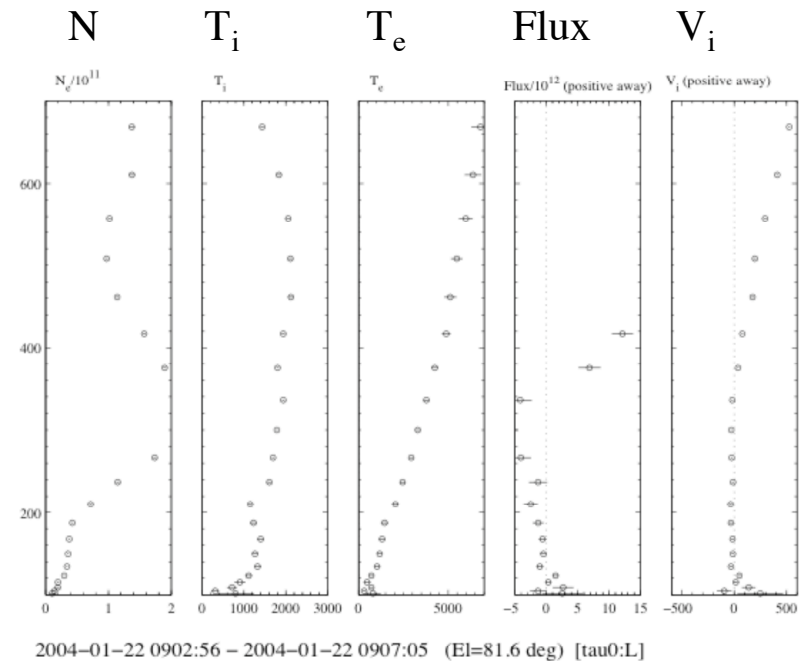 N T_i T_e Flux V_i
N_e/10^11 T_i T_e Flux/10^12 (positive away) V_i (positive away)
600
400
200
0 1 2 0 1000 2000 3000 0 5000 −5 0 5 10 15 −500 0 500
2004−01−22 0902:56 − 2004−01−22 0907:05 (El=81.6 deg) [tau0:L]